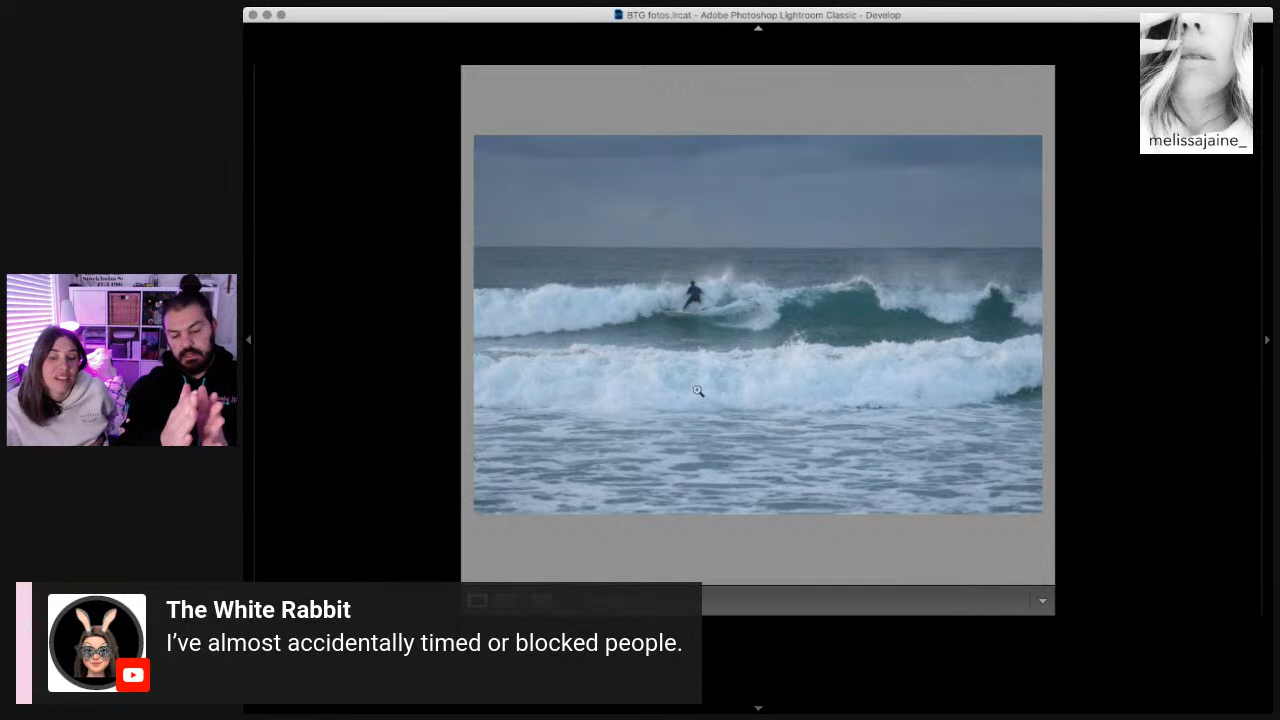 BTG fotos.lrcat - Adobe Photoshop Lightroom Classic - Develop
melissajaine_
The White Rabbit
I’ve almost accidentally timed or blocked people.